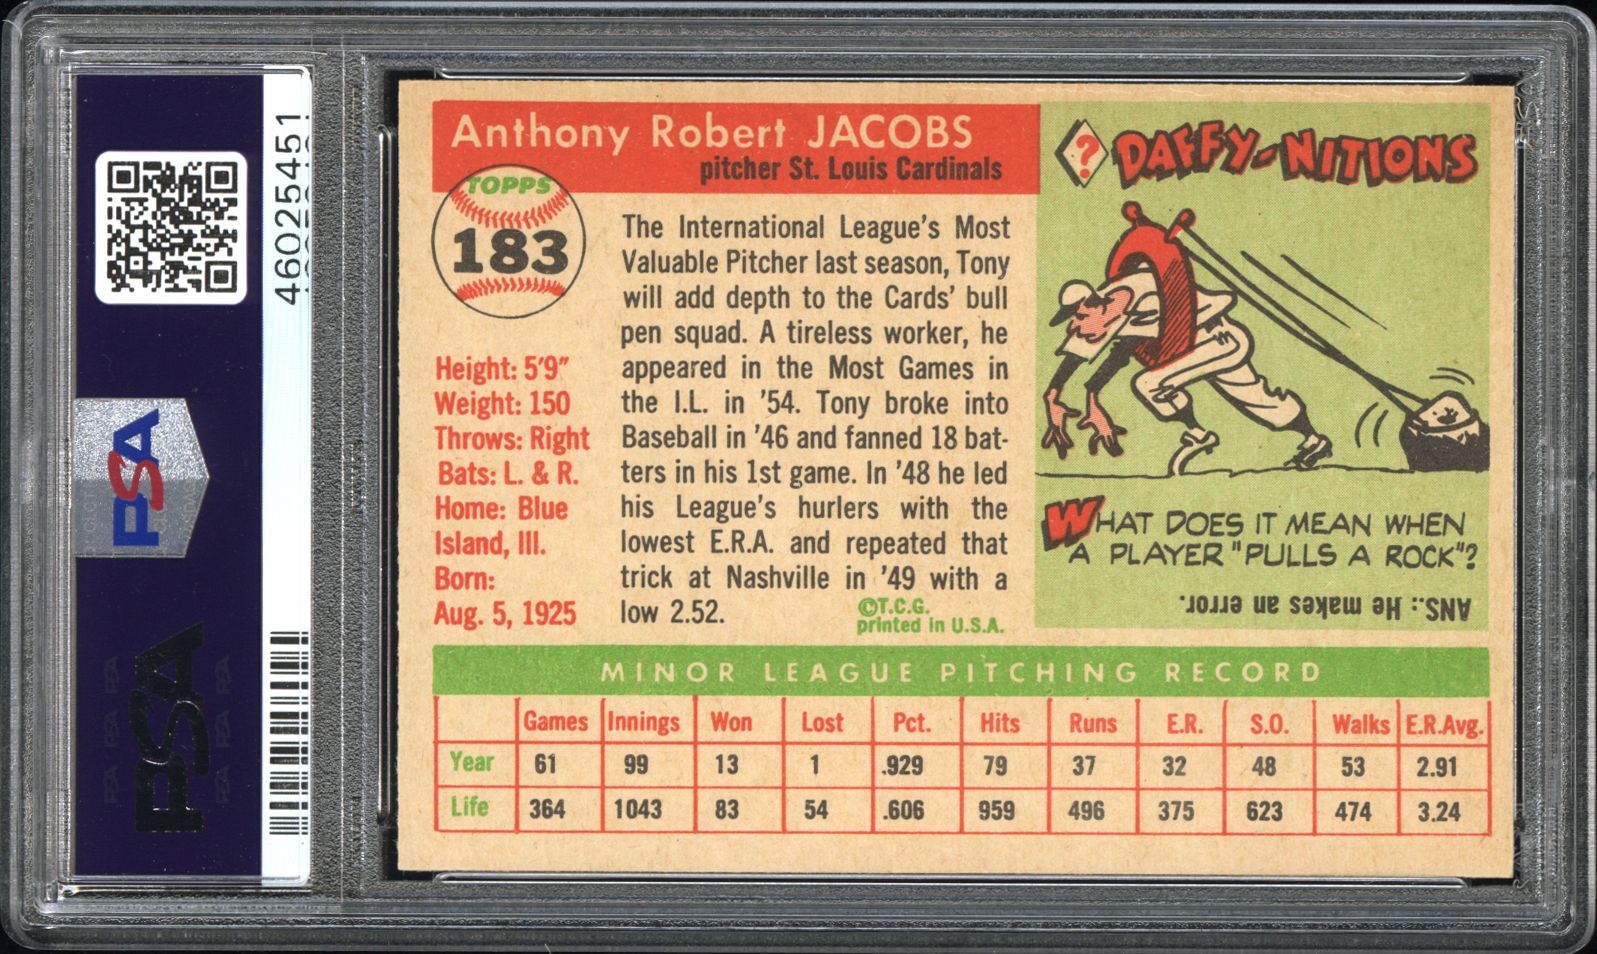 46025451
PSA
PSA
Anthony Robert JACOBS
pitcher St. Louis Cardinals
TOPPS
183
Height: 5'9"
Weight: 150
Throws: Right
Bats: L. & R.
Home: Blue
Island, Ill.
Born:
Aug. 5, 1925
The International League's Most
Valuable Pitcher last season, Tony
will add depth to the Cards' bull
pen squad. A tireless worker, he
appeared in the Most Games in
the I.L. in '54. Tony broke into
Baseball in '46 and fanned 18 bat-
ters in his 1st game. In '48 he led
his League's hurlers with the
lowest E.R.A. and repeated that
trick at Nashville in '49 with a
low 2.52.
©T.C.G.
printed in U.S.A.
?
DAFFY-NITIONS
WHAT DOES IT MEAN WHEN
A PLAYER "PULLS A ROCK"?
ANS.: He makes an error.
MINOR LEAGUE PITCHING RECORD
Games Innings Won Lost Pct. Hits Runs E.R. S.O. Walks E.R.Avg.
Year 61 99 13 1 .929 79 37 32 48 53 2.91
Life 364 1043 83 54 .606 959 496 375 623 474 3.24